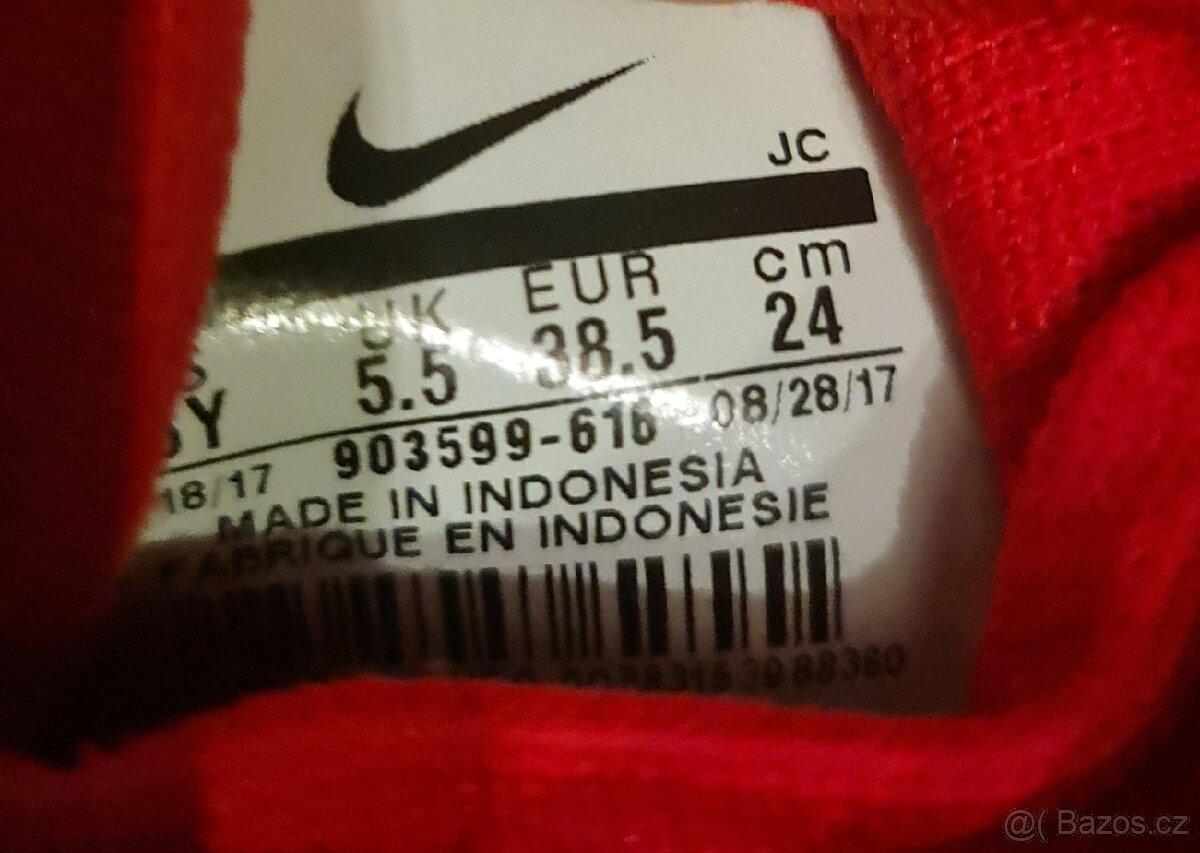 JC
UK EUR cm
Y 5.5 38.5 24
18/17 903599-616 08/28/17
MADE IN INDONESIA
FABRIQUE EN INDONESIE
@( Bazos.cz